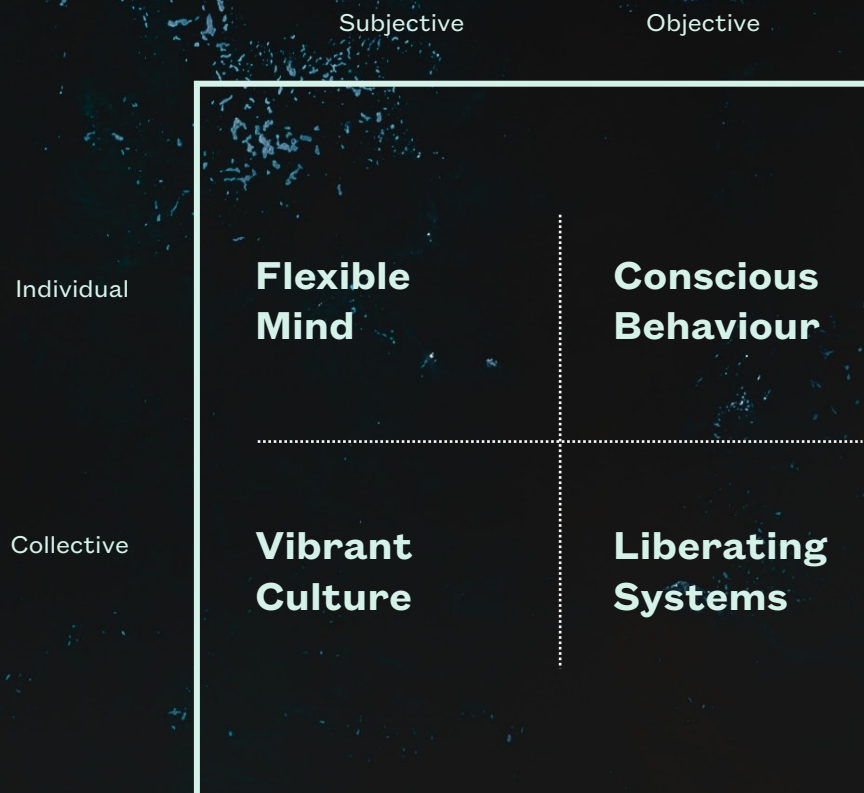 Subjective
Objective
Individual
Flexible
Mind
Conscious
Behaviour
Collective
Vibrant
Culture
Liberating
Systems